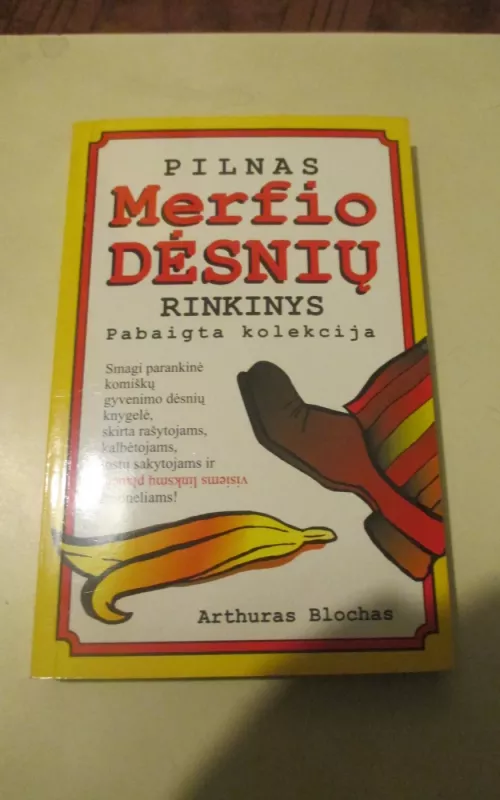 PILNAS
Merfio
DĖSNIŲ
RINKINYS
Pabaigta kolekcija
Smagi parankinė
komiškų
gyvenimo dėsnių
knygelė,
skirta rašytojams,
kalbėtojams,
sakytojams ir
visiems linksmų
Arthuras Blochas